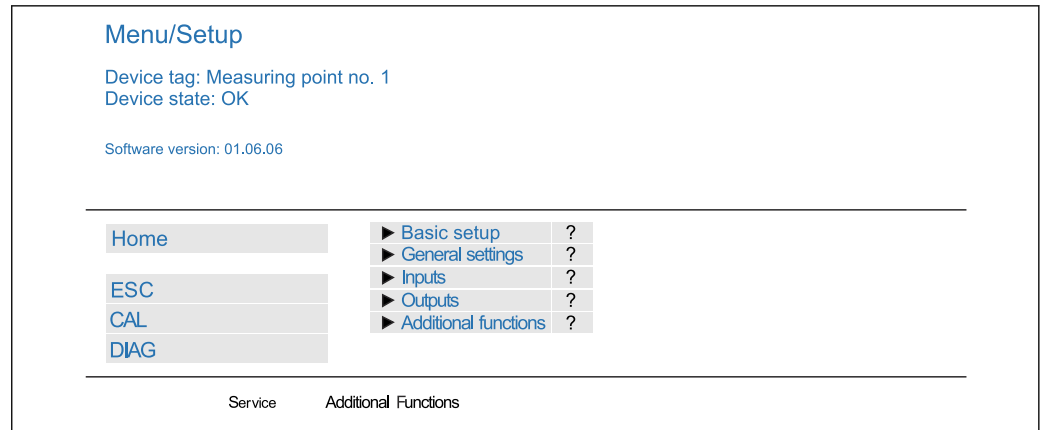 Menu/Setup
Device tag: Measuring point no. 1
Device state: OK
Software version: 01.06.06
Home
ESC
CAL
DIAG
► Basic setup ?
► General settings ?
► Inputs ?
► Outputs ?
► Additional functions ?
Service Additional Functions